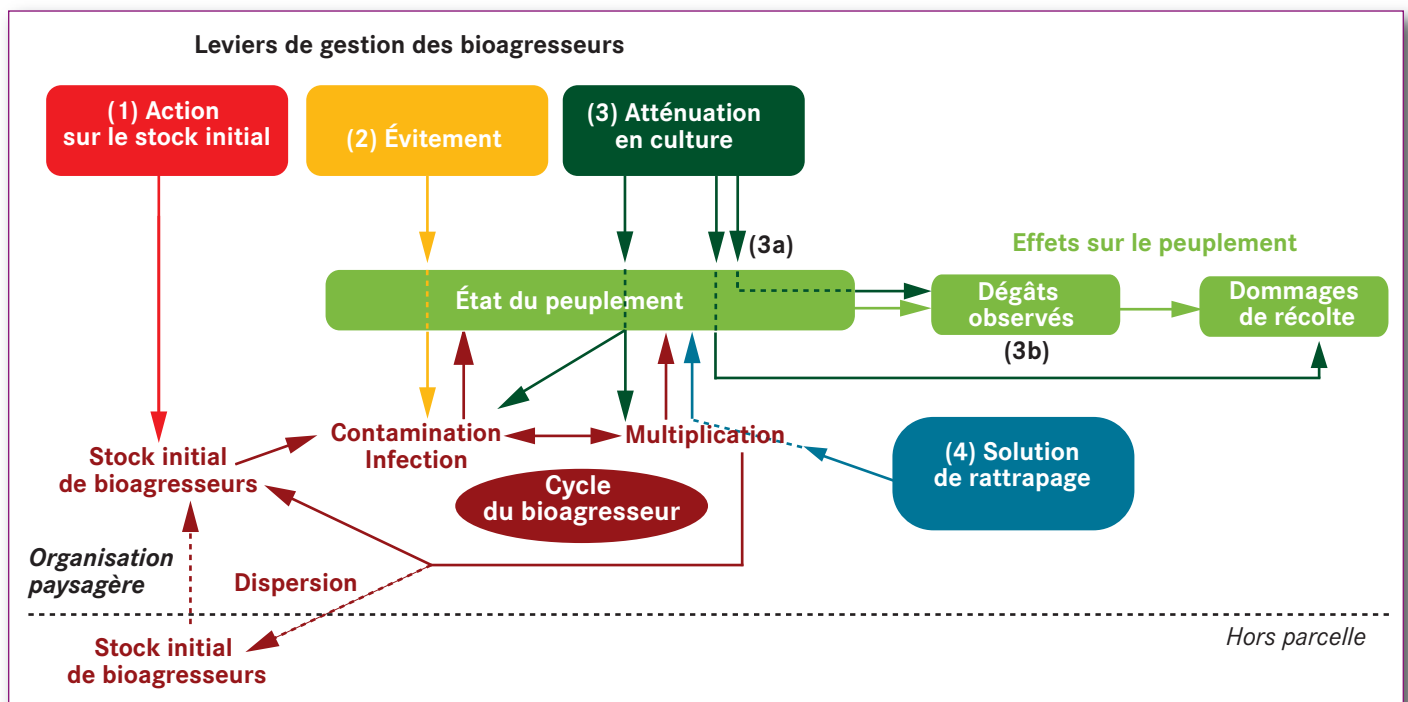 Leviers de gestion des bioagresseurs
(1) Action
sur le stock initial
(2) Évitement
(3) Atténuation
en culture
(3a)
Effets sur le peuplement
État du peuplement
Dégâts
observés
Dommages
de récolte
(3b)
Contamination
Infection
Multiplication
Stock initial
de bioagresseurs
(4) Solution
de rattrapage
Cycle
du bioagresseur
Organisation
paysagère
Dispersion
Stock initial
de bioagresseurs
Hors parcelle